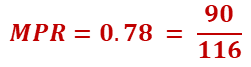 MPR = 0.78 = 90/116